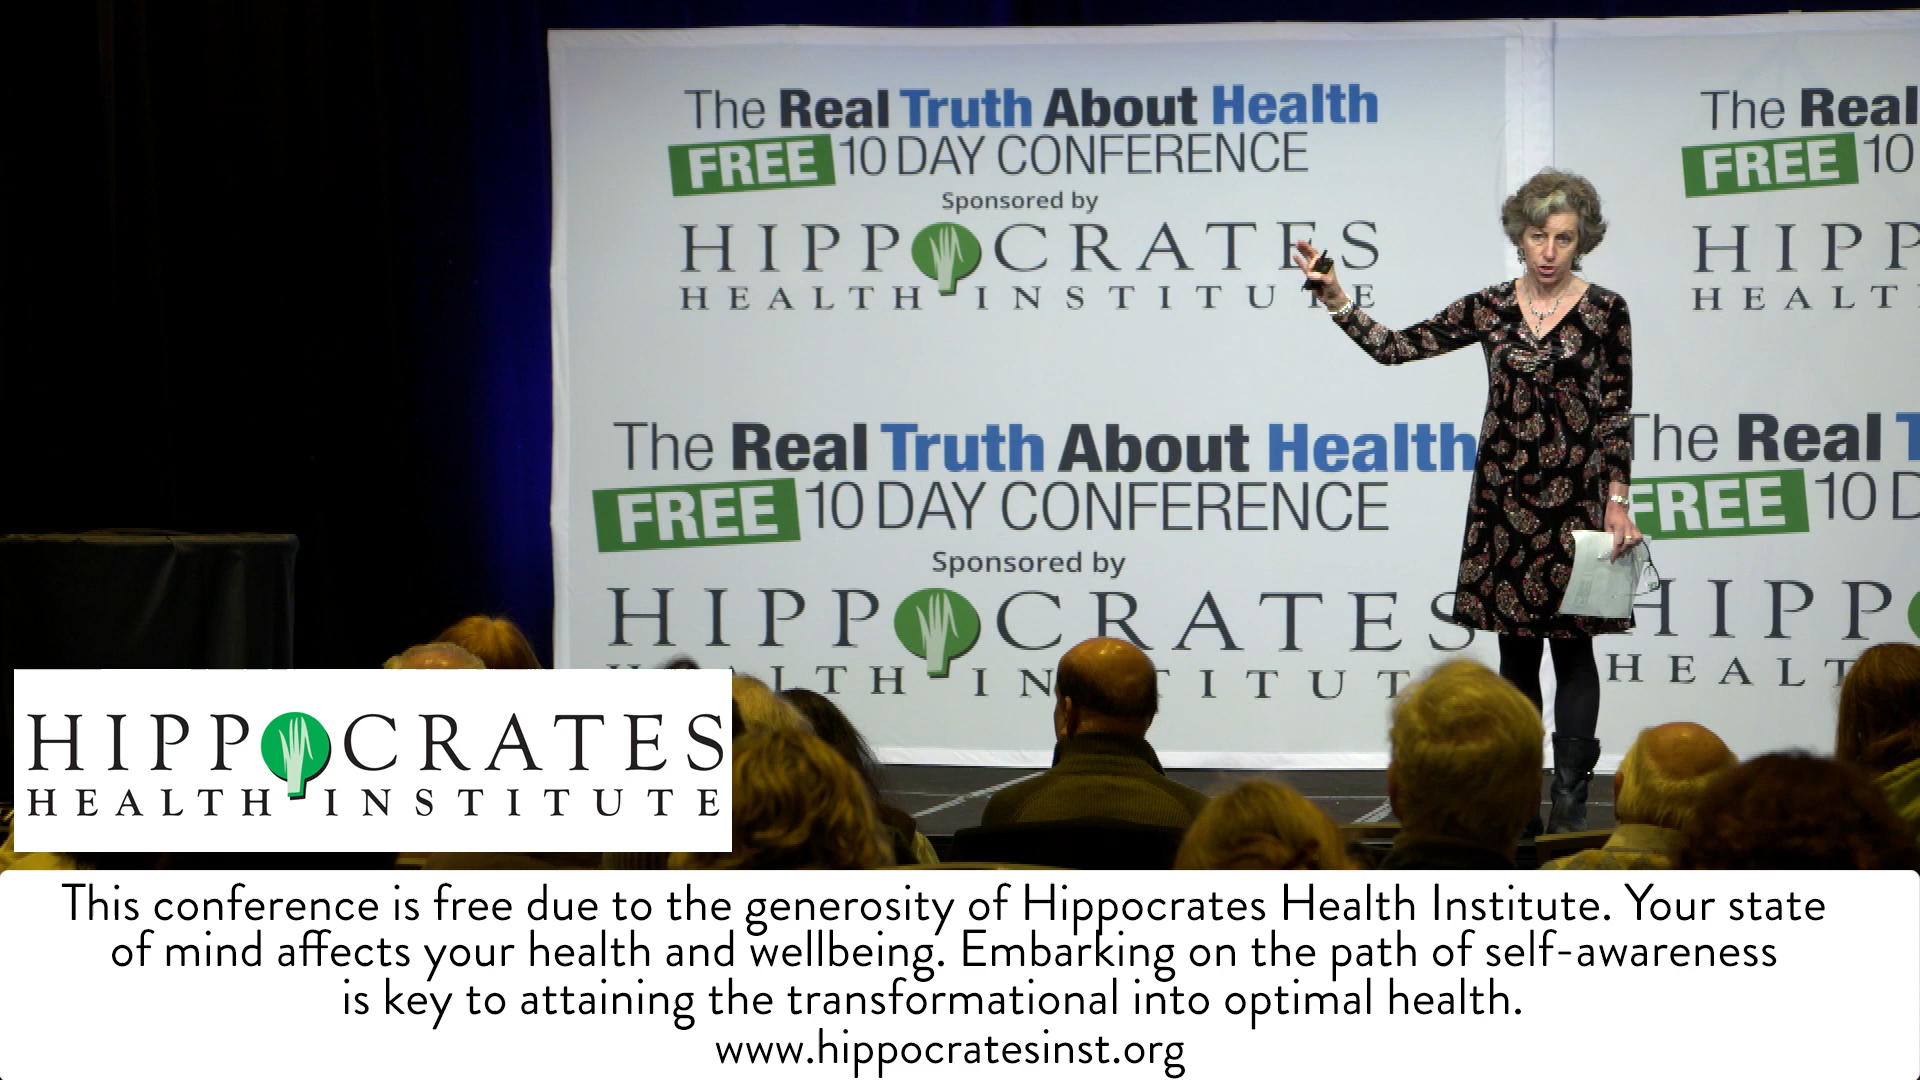 The Real Truth About Health
FREE 10 DAY CONFERENCE
Sponsored by
HIPPOCRATES
HEALTH INSTITUTE
The Real
FREE 10
HIPP
HEALT
The Real Truth About Health
FREE 10 DAY CONFERENCE
Sponsored by
HIPPOCRATES
LTH INSTITUT
The Real T
FREE 10 D
HIPP
HEALT
HIPPOCRATES
HEALTH INSTITUTE
This conference is free due to the generosity of Hippocrates Health Institute. Your state
of mind affects your health and wellbeing. Embarking on the path of self-awareness
is key to attaining the transformational into optimal health.
www.hippocratesinst.org